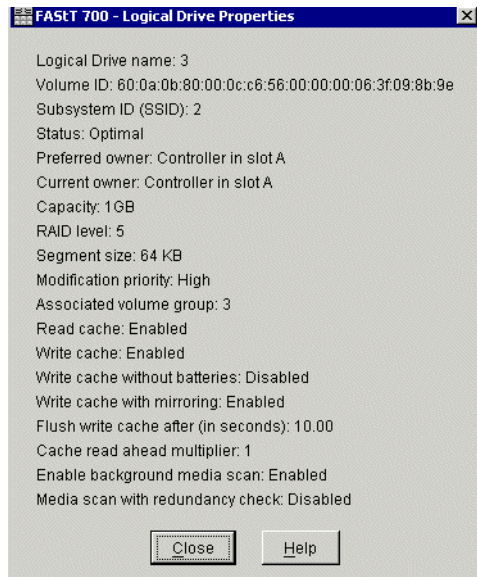 FAStT 700 - Logical Drive Properties
Logical Drive name: 3
Volume ID: 60:0a:0b:80:00:0c:c6:56:00:00:00:06:3f:09:8b:9e
Subsystem ID (SSID): 2
Status: Optimal
Preferred owner: Controller in slot A
Current owner: Controller in slot A
Capacity: 1GB
RAID level: 5
Segment size: 64 KB
Modification priority: High
Associated volume group: 3
Read cache: Enabled
Write cache: Enabled
Write cache without batteries: Disabled
Write cache with mirroring: Enabled
Flush write cache after (in seconds): 10.00
Cache read ahead multiplier: 1
Enable background media scan: Enabled
Media scan with redundancy check: Disabled
Close Help